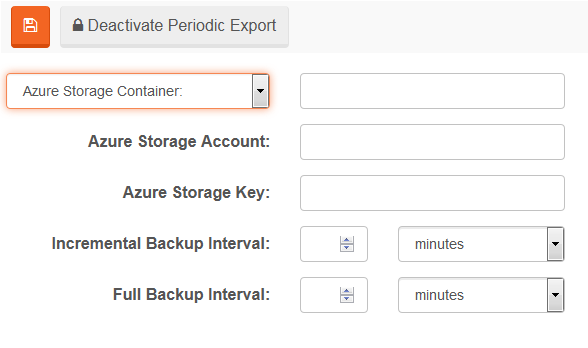 Deactivate Periodic Export
Azure Storage Container:
Azure Storage Account:
Azure Storage Key:
Incremental Backup Interval: minutes
Full Backup Interval: minutes